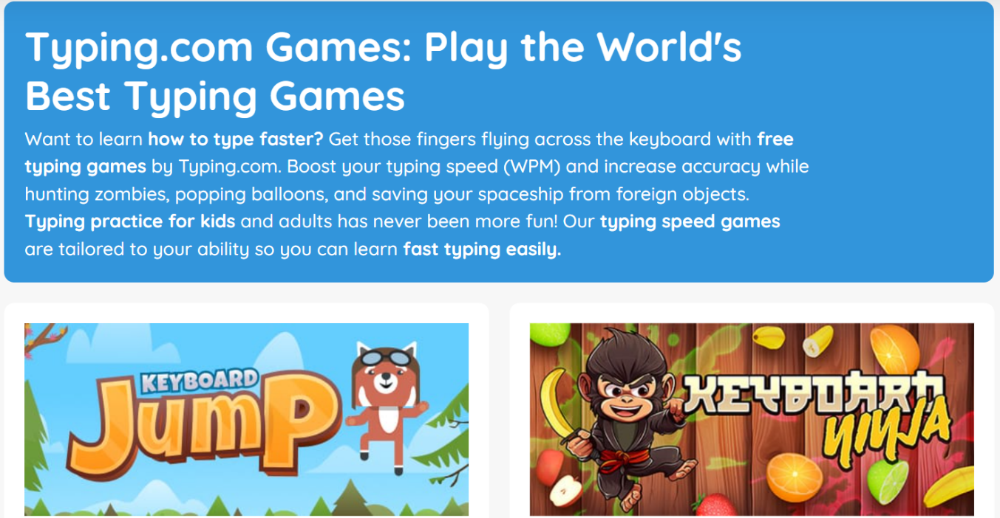 Typing.com Games: Play the World's
Best Typing Games
Want to learn how to type faster? Get those fingers flying across the keyboard with free
typing games by Typing.com. Boost your typing speed (WPM) and increase accuracy while
hunting zombies, popping balloons, and saving your spaceship from foreign objects.
Typing practice for kids and adults has never been more fun! Our typing speed games
are tailored to your ability so you can learn fast typing easily.
KEYBOARD
Jump
KEYBOARD
NINJA